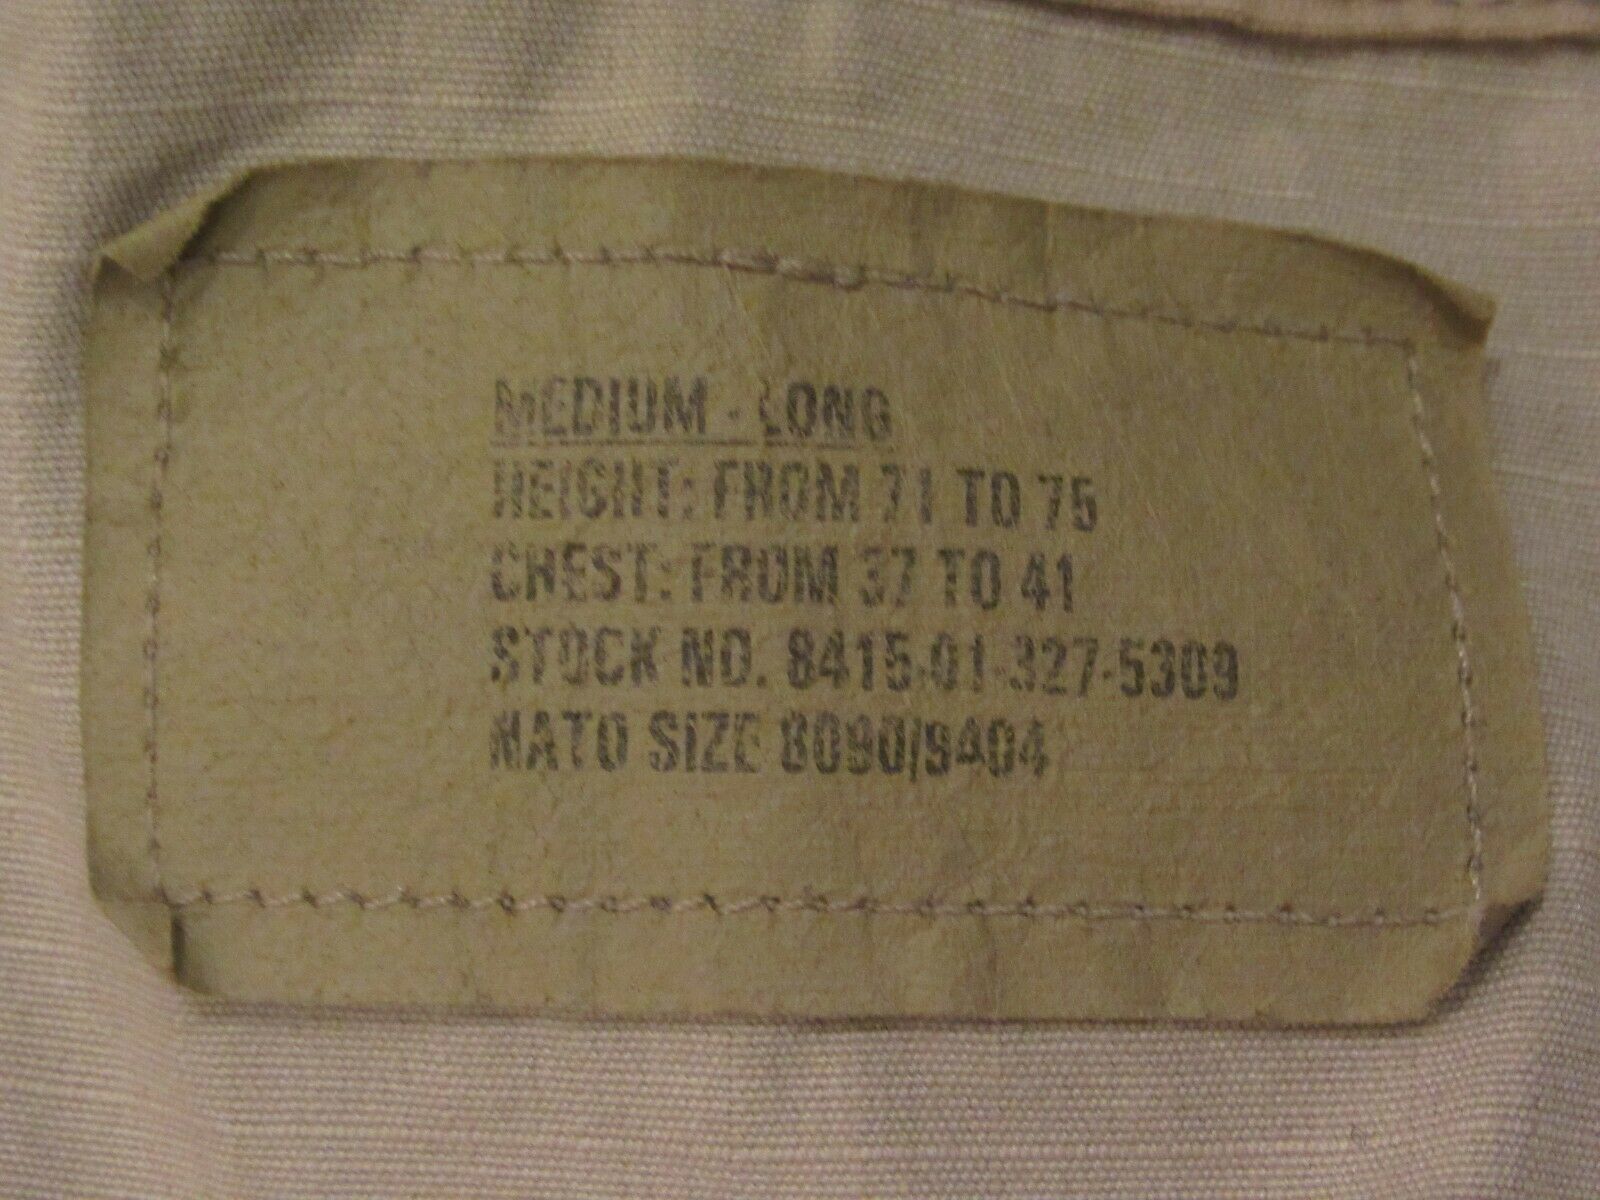 MEDIUM - LONG
HEIGHT: FROM 71 TO 75
CHEST: FROM 37 TO 41
STOCK NO. 8415-01-327-5309
NATO SIZE 8090/9404